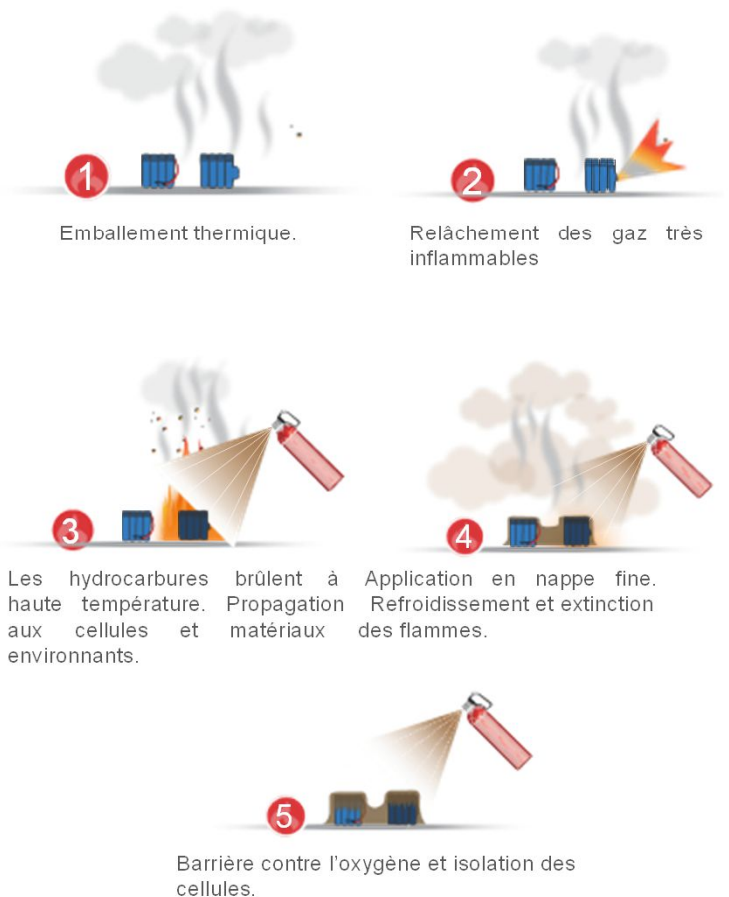 1
Emballement thermique.
2
Relâchement des gaz très
inflammables
3
Les hydrocarbures brûlent à
haute température. Propagation
aux cellules et matériaux
environnants.
4
Application en nappe fine.
Refroidissement et extinction
des flammes.
5
Barrière contre l'oxygène et isolation des
cellules.